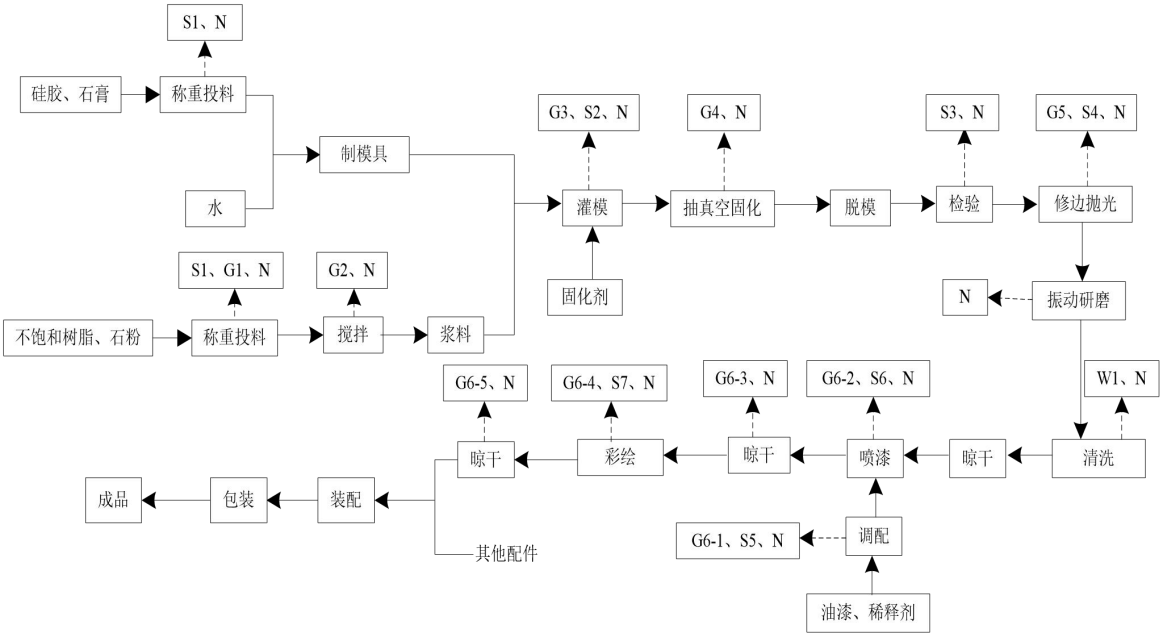 S1、N
硅胶、石膏
称重投料
制模具
水
G3、S2、N
G4、N
S3、N
G5、S4、N
灌模
抽真空固化
脱模
检验
修边抛光
S1、G1、N
G2、N
固化剂
N
振动研磨
不饱和树脂、石粉
称重投料
搅拌
浆料
G6-5、N
G6-4、S7、N
G6-3、N
G6-2、S6、N
W1、N
晾干
彩绘
晾干
喷漆
晾干
清洗
成品
包装
装配
G6-1、S5、N
调配
其他配件
油漆、稀释剂